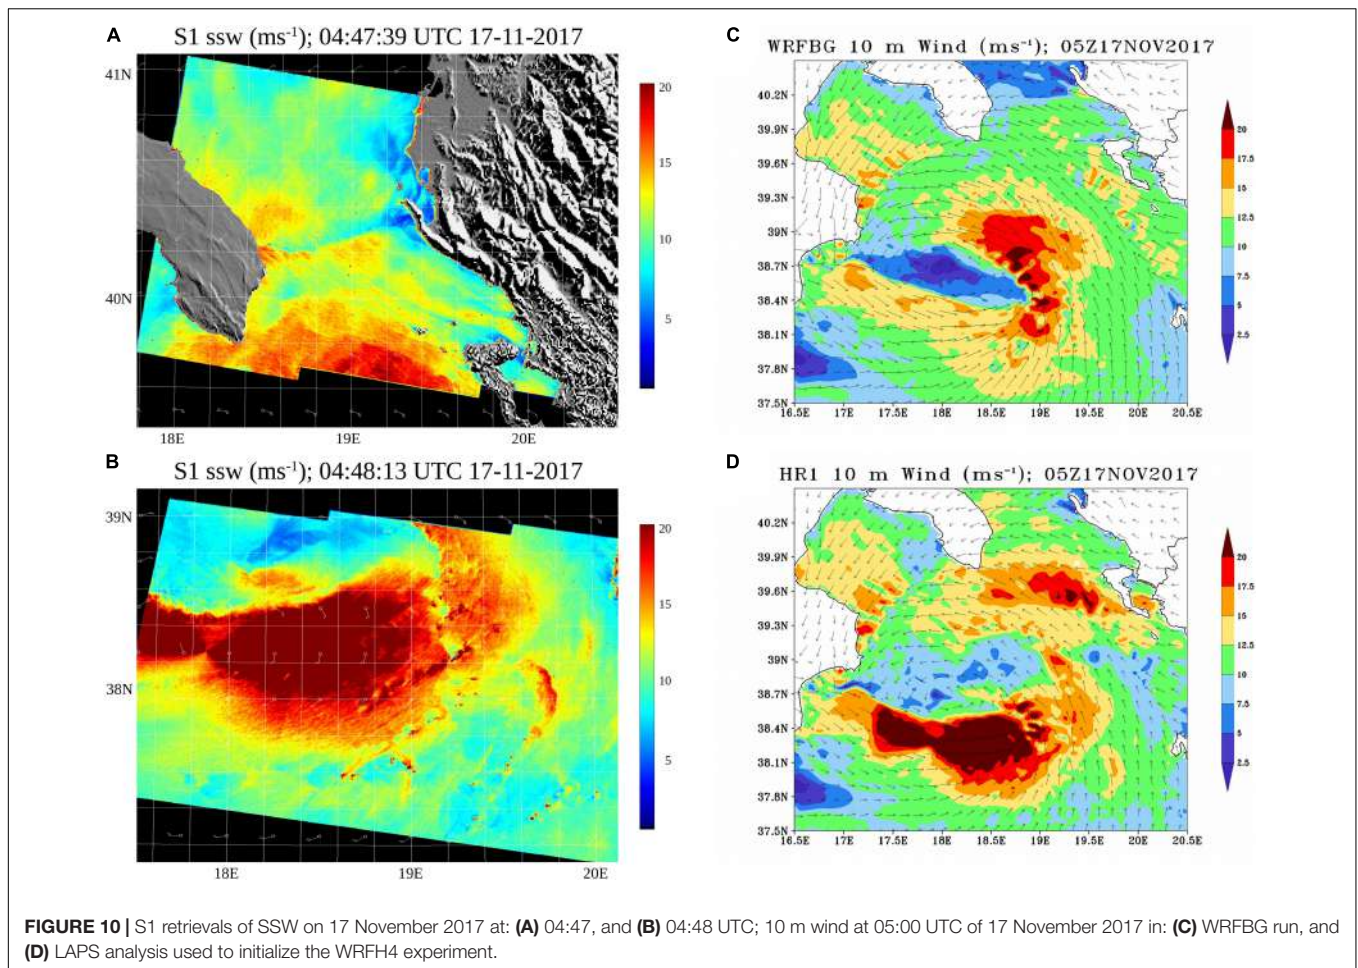 A
S1 ssw (ms⁻¹); 04:47:39 UTC 17-11-2017
41N
40N
18E 19E 20E
20
15
10
5
B
S1 ssw (ms⁻¹); 04:48:13 UTC 17-11-2017
39N
38N
18E 19E 20E
20
15
10
5
C
WRFBG 10 m Wind (ms⁻¹); 05Z17NOV2017
40.2N
39.9N
39.6N
39.3N
39N
38.7N
38.4N
38.1N
37.8N
37.5N
16.5E 17E 17.5E 18E 18.5E 19E 19.5E 20E 20.5E
20
17.5
15
12.5
10
7.5
5
2.5
D
HR1 10 m Wind (ms⁻¹); 05Z17NOV2017
40.2N
39.9N
39.6N
39.3N
39N
38.7N
38.4N
38.1N
37.8N
37.5N
16.5E 17E 17.5E 18E 18.5E 19E 19.5E 20E 20.5E
20
17.5
15
12.5
10
7.5
5
2.5
FIGURE 10 | S1 retrievals of SSW on 17 November 2017 at: (A) 04:47, and (B) 04:48 UTC; 10 m wind at 05:00 UTC of 17 November 2017 in: (C) WRFBG run, and
(D) LAPS analysis used to initialize the WRFH4 experiment.